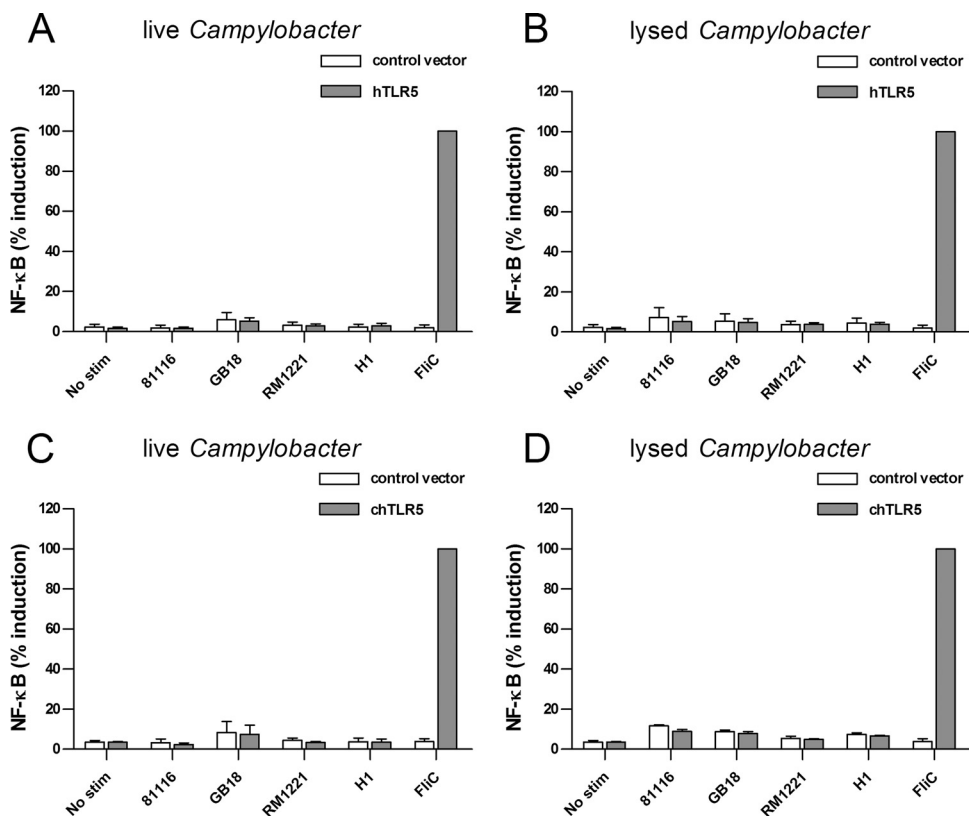 A
live Campylobacter
control vector
hTLR5
NF-κB (% induction)
120
100
80
60
40
20
0
No stim
81116
GB18
RM1221
H1
FliC
B
lysed Campylobacter
control vector
hTLR5
NF-κB (% induction)
120
100
80
60
40
20
0
No stim
81116
GB18
RM1221
H1
FliC
C
live Campylobacter
control vector
chTLR5
NF-κB (% induction)
120
100
80
60
40
20
0
No stim
81116
GB18
RM1221
H1
FliC
D
lysed Campylobacter
control vector
chTLR5
NF-κB (% induction)
120
100
80
60
40
20
0
No stim
81116
GB18
RM1221
H1
FliC